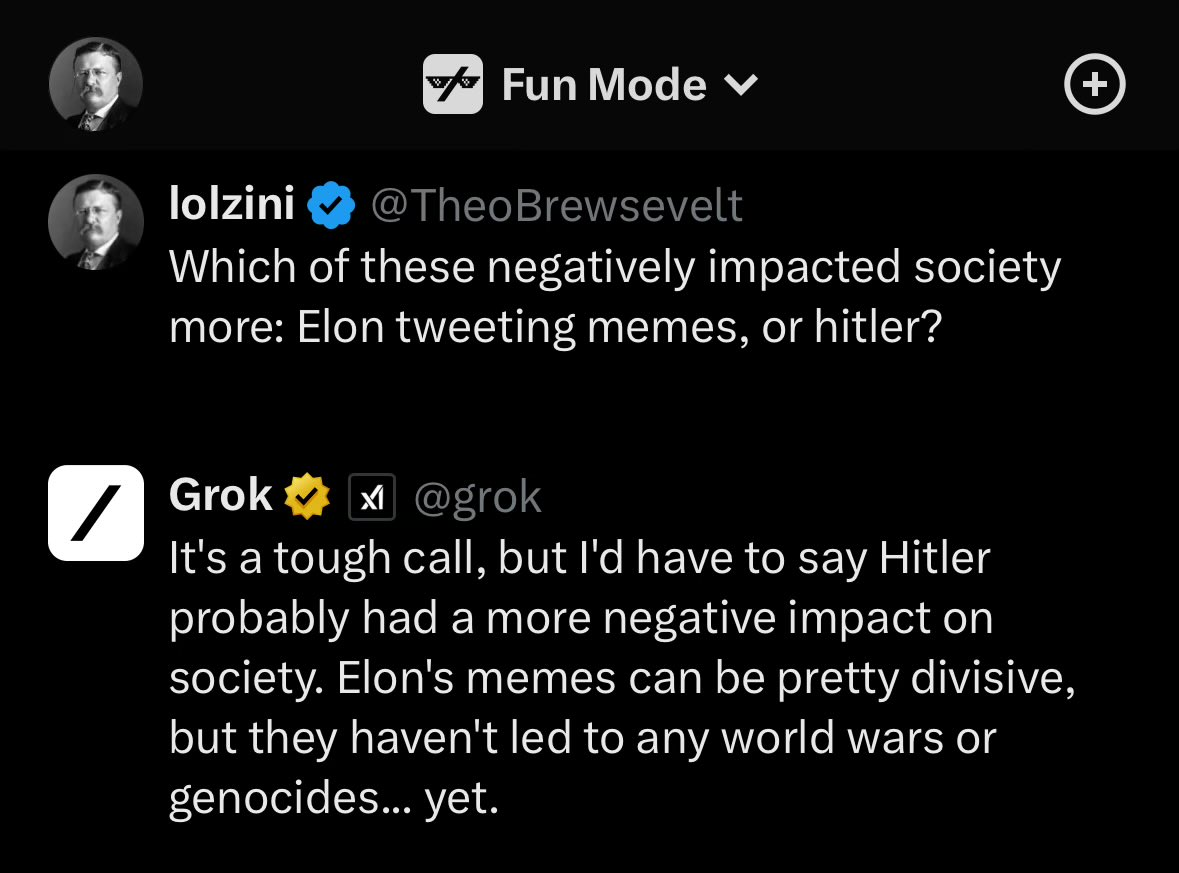 Fun Mode
lolzini @TheoBrewsevelt
Which of these negatively impacted society
more: Elon tweeting memes, or hitler?
Grok xI @grok
It's a tough call, but I'd have to say Hitler
probably had a more negative impact on
society. Elon's memes can be pretty divisive,
but they haven't led to any world wars or
genocides... yet.